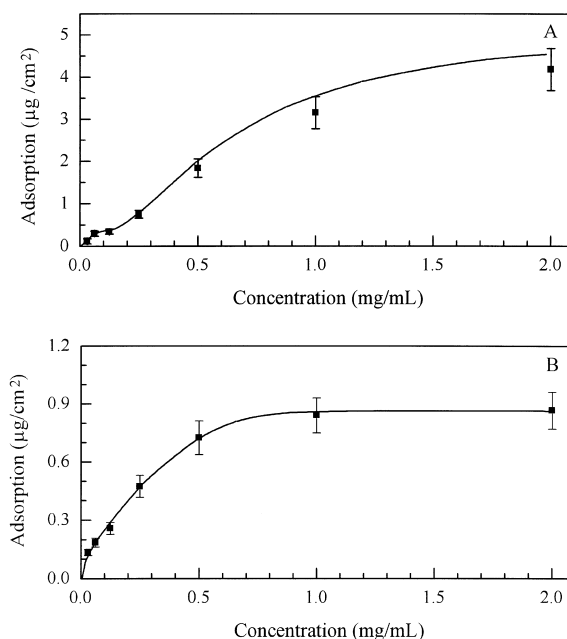 A
5
4
3
2
1
0
Adsorption (µg /cm²)
0.0 0.5 1.0 1.5 2.0
Concentration (mg/mL)
B
1.2
0.9
0.6
0.3
0.0
Adsorption (µg/cm²)
0.0 0.5 1.0 1.5 2.0
Concentration (mg/mL)